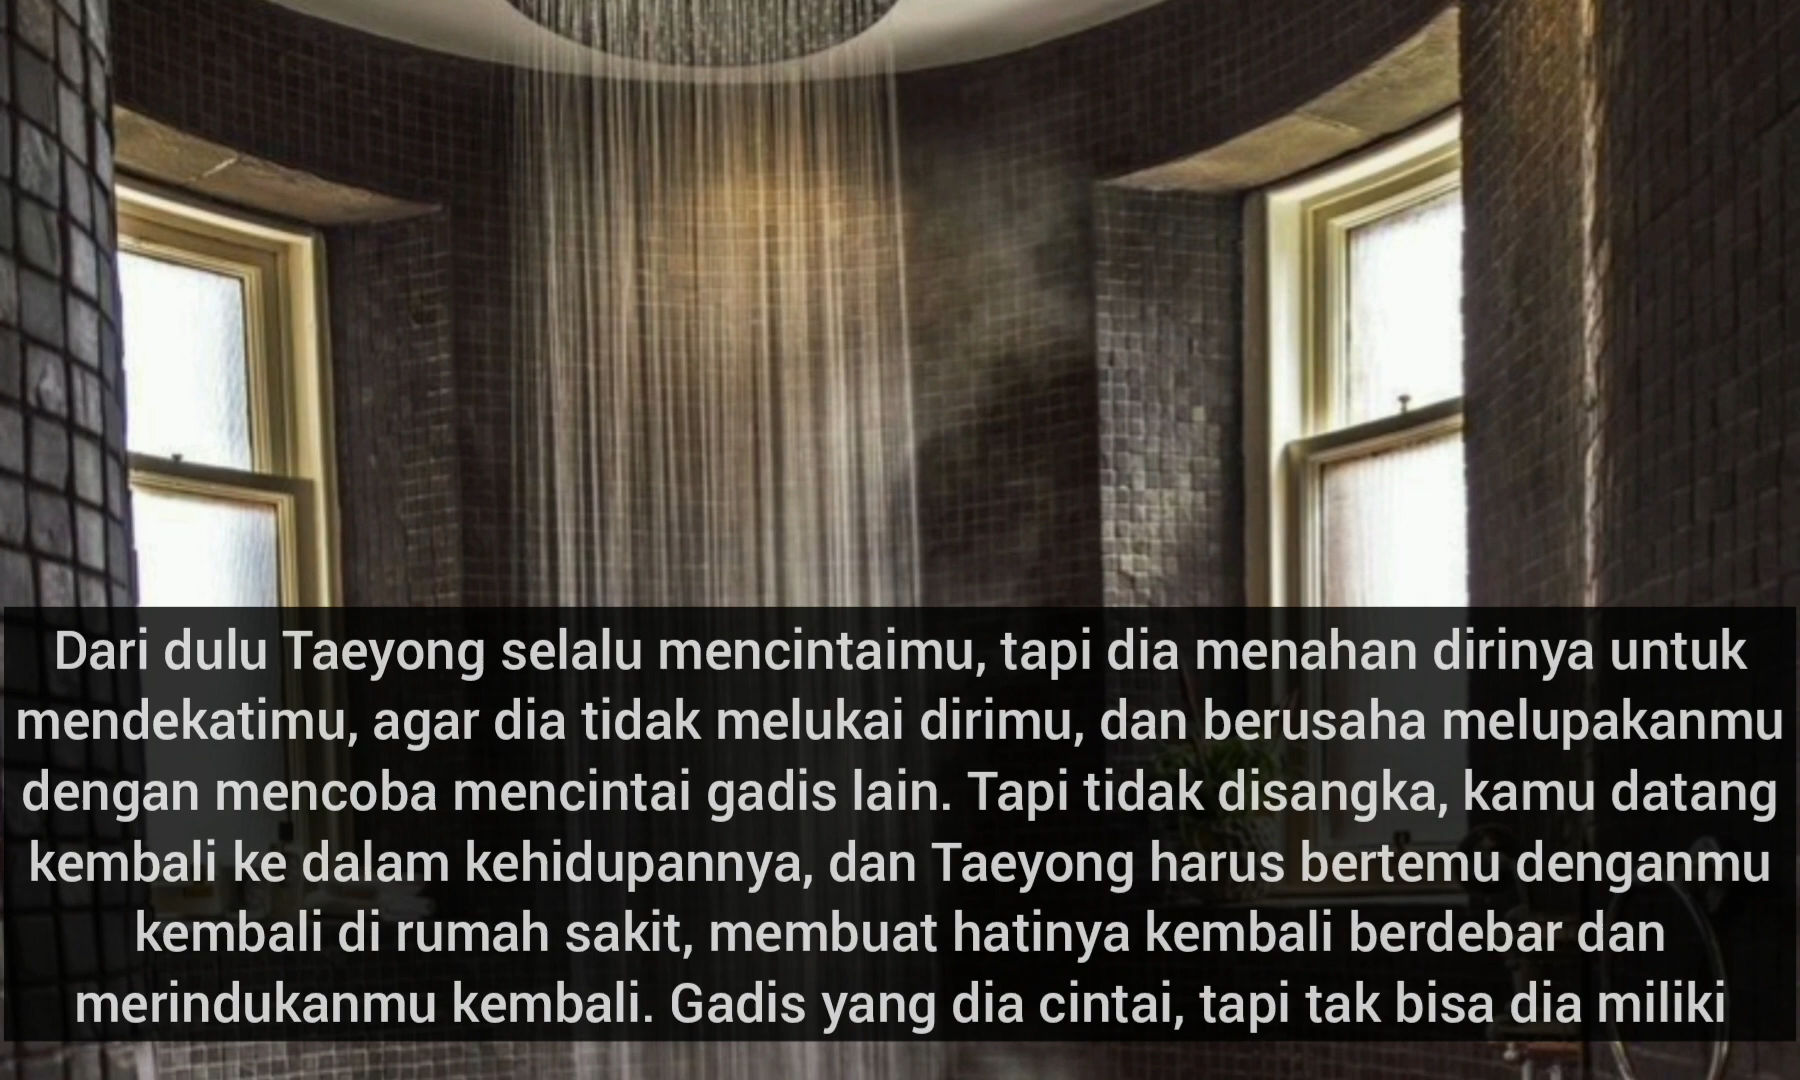 Dari dulu Taeyong selalu mencintaimu, tapi dia menahan dirinya untuk
mendekatimu, agar dia tidak melukai dirimu, dan berusaha melupakanmu
dengan mencoba mencintai gadis lain. Tapi tidak disangka, kamu datang
kembali ke dalam kehidupannya, dan Taeyong harus bertemu denganmu
kembali di rumah sakit, membuat hatinya kembali berdebar dan
merindukanmu kembali. Gadis yang dia cintai, tapi tak bisa dia miliki